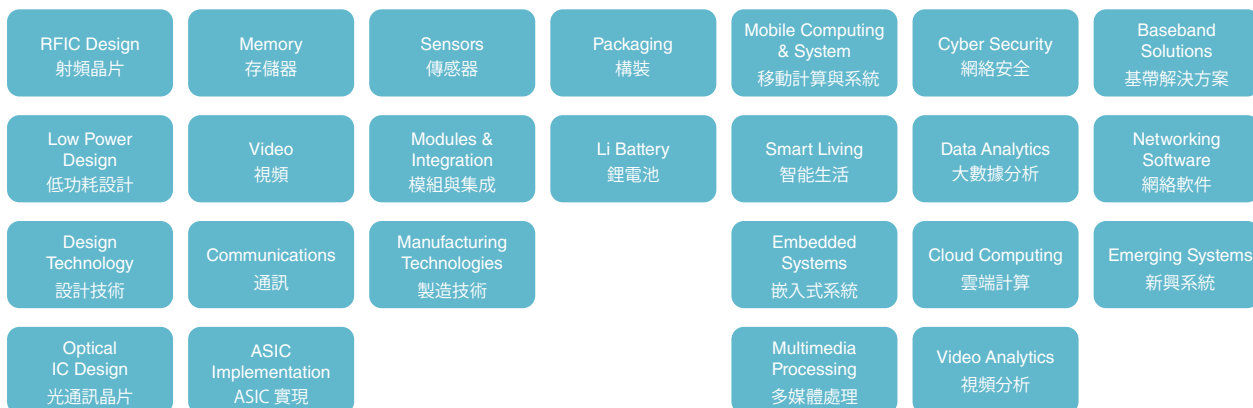 RFIC Design
射頻晶片
Memory
存儲器
Sensors
傳感器
Packaging
構裝
Mobile Computing
& System
移動計算與系統
Cyber Security
網絡安全
Baseband
Solutions
基帶解決方案
Low Power
Design
低功耗設計
Video
視頻
Modules &
Integration
模組與集成
Li Battery
鋰電池
Smart Living
智能生活
Data Analytics
大數據分析
Networking
Software
網絡軟件
Design
Technology
設計技術
Communications
通訊
Manufacturing
Technologies
製造技術
Embedded
Systems
嵌入式系統
Cloud Computing
雲端計算
Emerging Systems
新興系統
Optical
IC Design
光通訊晶片
ASIC
Implementation
ASIC 實現
Multimedia
Processing
多媒體處理
Video Analytics
視頻分析